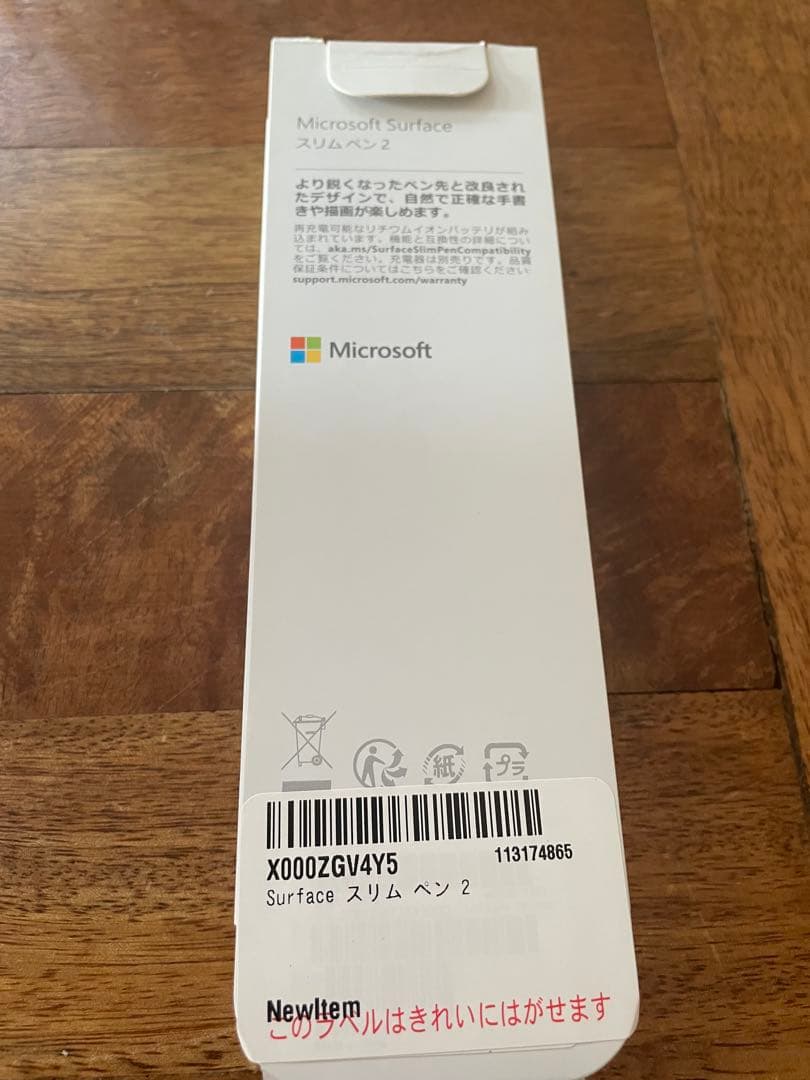 Microsoft Surface
スリム ペン 2
より鋭くなったペン先と改良され
たデザインで、自然で正確な手書
きや描画が楽しめます。
再充電可能なリチウムイオンバッテリが組み
込まれています。機能と互換性の詳細につい
ては、aka.ms/SurfaceSlimPenCompatibility
をご覧ください。充電器は別売りです。品質
保証条件についてはこちらをご確認ください
support.microsoft.com/warranty
Microsoft
紙
プラ
X000ZGV4Y5
113174865
Surface スリム ペン 2
NewItem
このラベルはきれいにはがせます